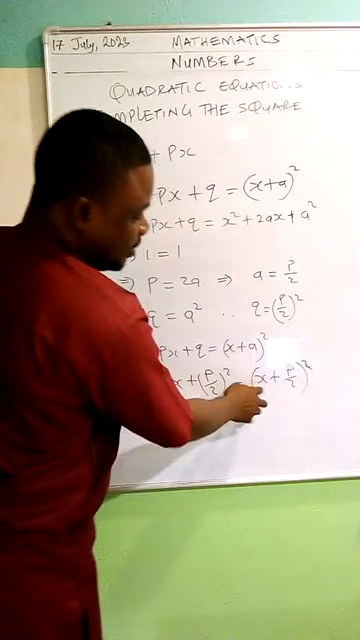 17 July, 2023 MATHEMATICS
NUMBERS
QUADRATIC
MPLETING THE SQUARE
+ Px
Px + q = (x+a)²
Px + q = x² + 2ax + a²
1 = 1
⇒ P = 2a ⇒ a = P/2
q = a² ∴ q = (P/2)²
Px + q = (x+a)²
x + (P/2)² (x + P/2)²